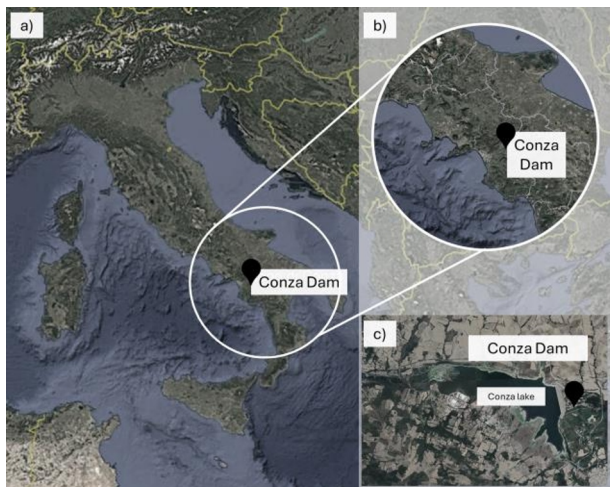 a)
Conza Dam
b)
Conza
Dam
c)
Conza Dam
Conza lake